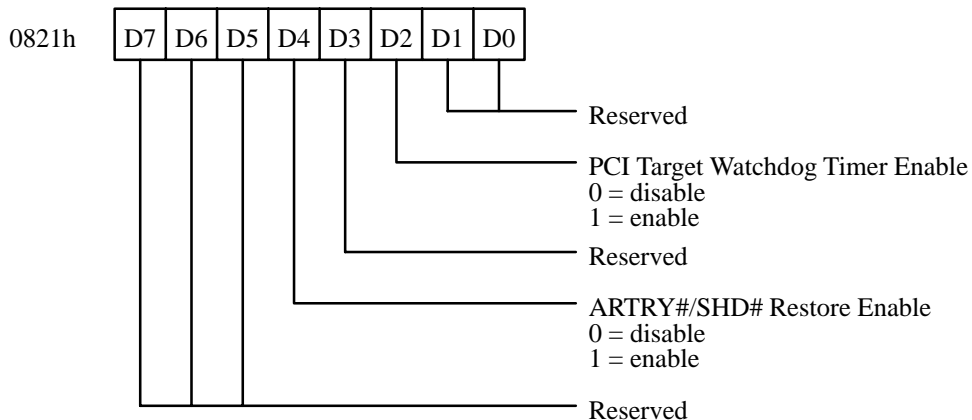 0821h D7 D6 D5 D4 D3 D2 D1 D0
Reserved
PCI Target Watchdog Timer Enable
0 = disable
1 = enable
Reserved
ARTRY#/SHD# Restore Enable
0 = disable
1 = enable
Reserved